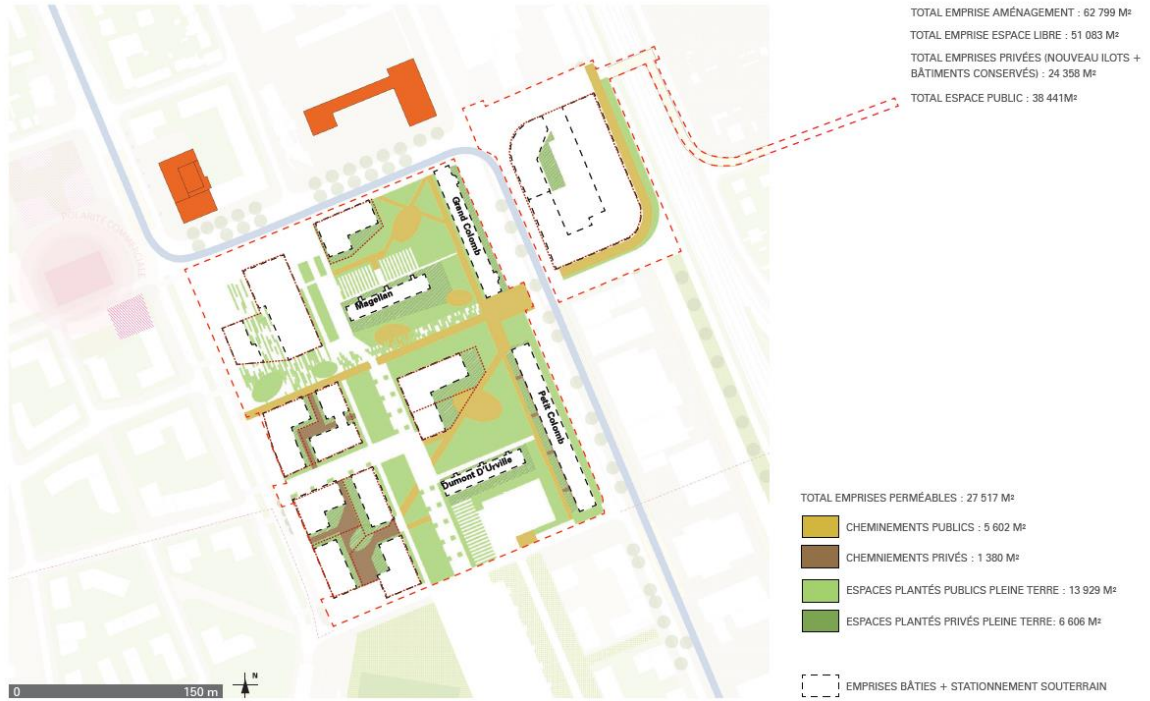 TOTAL EMPRISE AMÉNAGEMENT : 62 799 M²
TOTAL EMPRISE ESPACE LIBRE : 51 083 M²
TOTAL EMPRISES PRIVÉES (NOUVEAU ILOTS +
BÂTIMENTS CONSERVÉS) : 24 358 M²
TOTAL ESPACE PUBLIC : 38 441M²
POLARITÉ COMMERCIALE
Grand Colomb
Magellan
Petit Colomb
Dumont D'Urville
TOTAL EMPRISES PERMÉABLES : 27 517 M²
CHEMINEMENTS PUBLICS : 5 602 M²
CHEMNIEMENTS PRIVÉS : 1 380 M²
ESPACES PLANTÉS PUBLICS PLEINE TERRE : 13 929 M²
ESPACES PLANTÉS PRIVÉS PLEINE TERRE: 6 606 M²
EMPRISES BÂTIES + STATIONNEMENT SOUTERRAIN
0 150 m
N